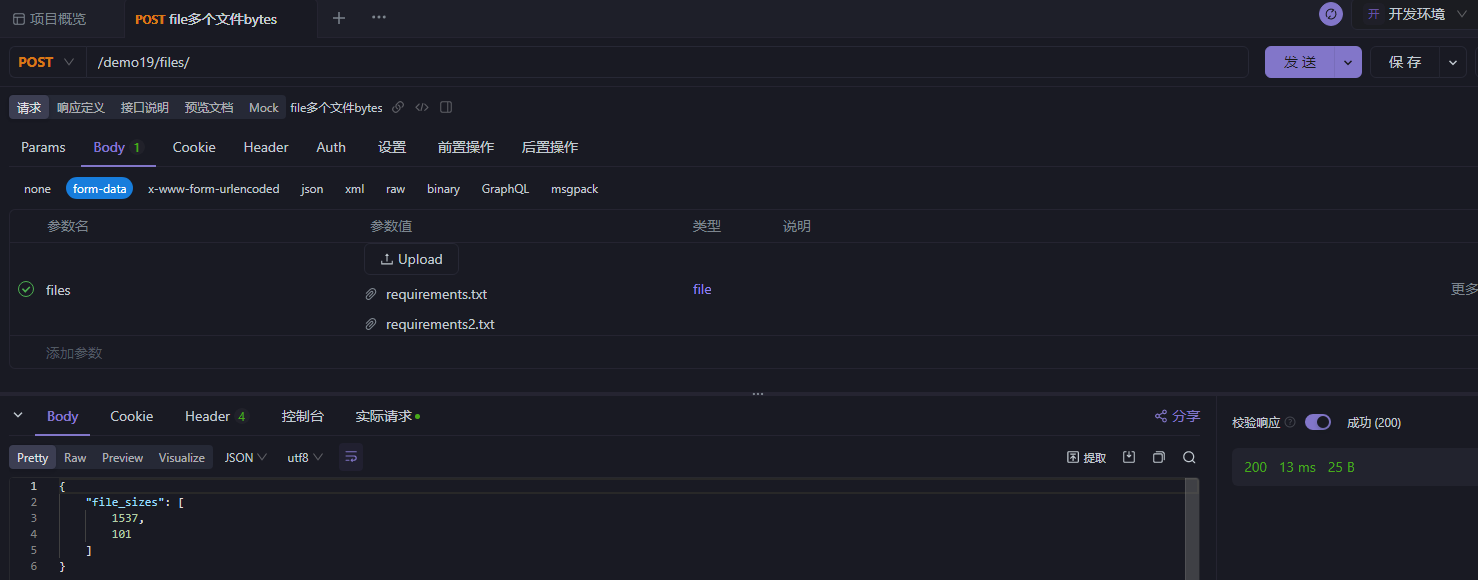 项目概览 POST file多个文件bytes 开 开发环境
POST /demo19/files/ 发 送 保 存
请求 响应定义 接口说明 预览文档 Mock file多个文件bytes
Params Body 1 Cookie Header Auth 设置 前置操作 后置操作
none form-data x-www-form-urlencoded json xml raw binary GraphQL msgpack
参数名 参数值 类型 说明
Upload
files requirements.txt file 更多
requirements2.txt
添加参数
Body Cookie Header 4 控制台 实际请求 分享 校验响应 成功 (200)
Pretty Raw Preview Visualize JSON utf8 提取 200 13 ms 25 B
1 {
2 "file_sizes": [
3 1537,
4 101
5 ]
6 }